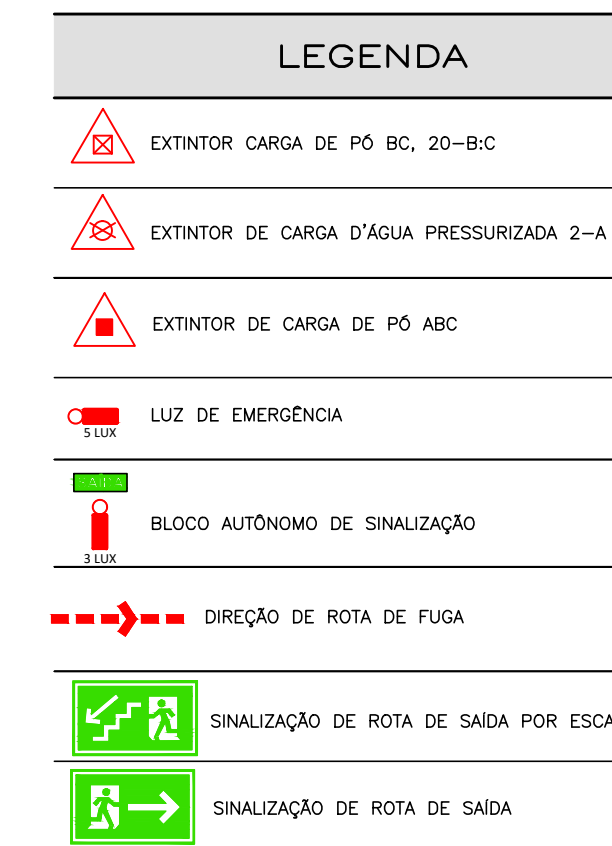 LEGENDA
EXTINTOR CARGA DE PÓ BC, 20-B:C
EXTINTOR DE CARGA D'ÁGUA PRESSURIZADA 2-A
EXTINTOR DE CARGA DE PÓ ABC
LUZ DE EMERGÊNCIA
5 LUX
SAÍDA
BLOCO AUTÔNOMO DE SINALIZAÇÃO
3 LUX
DIREÇÃO DE ROTA DE FUGA
SINALIZAÇÃO DE ROTA DE SAÍDA POR
SINALIZAÇÃO DE ROTA DE SAÍDA